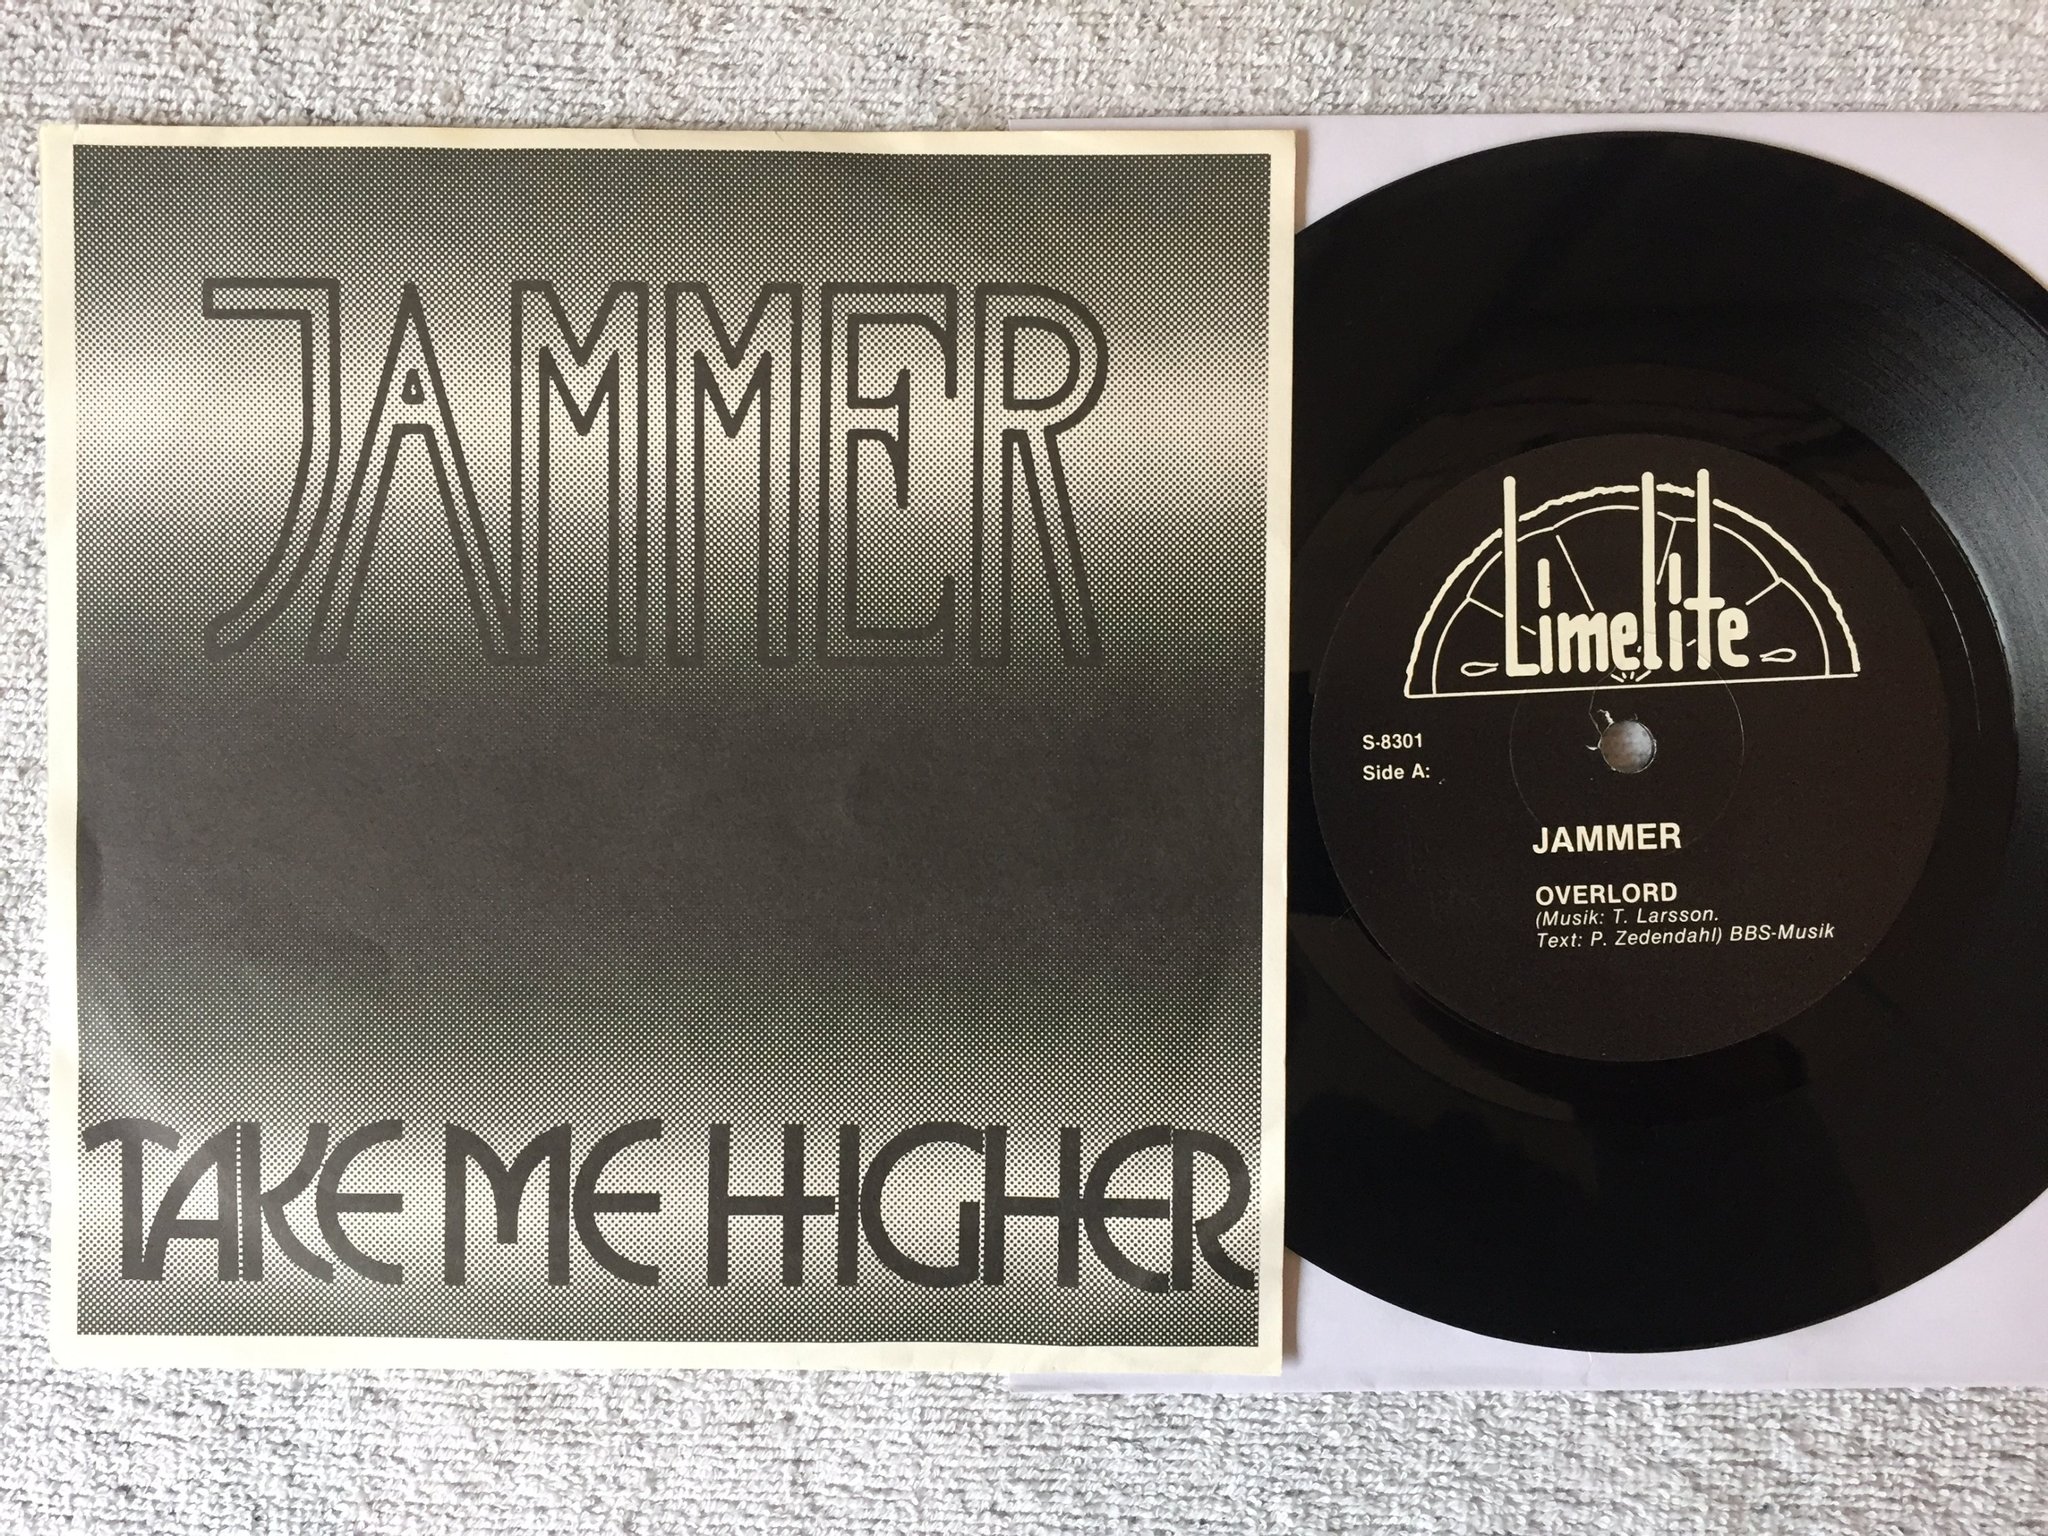 JAMMER
TAKE ME HIGHER
LimeLite
S-8301
Side A:
JAMMER
OVERLORD
(Musik: T. Larsson.
Text: P. Zedendahl) BBS-Musik